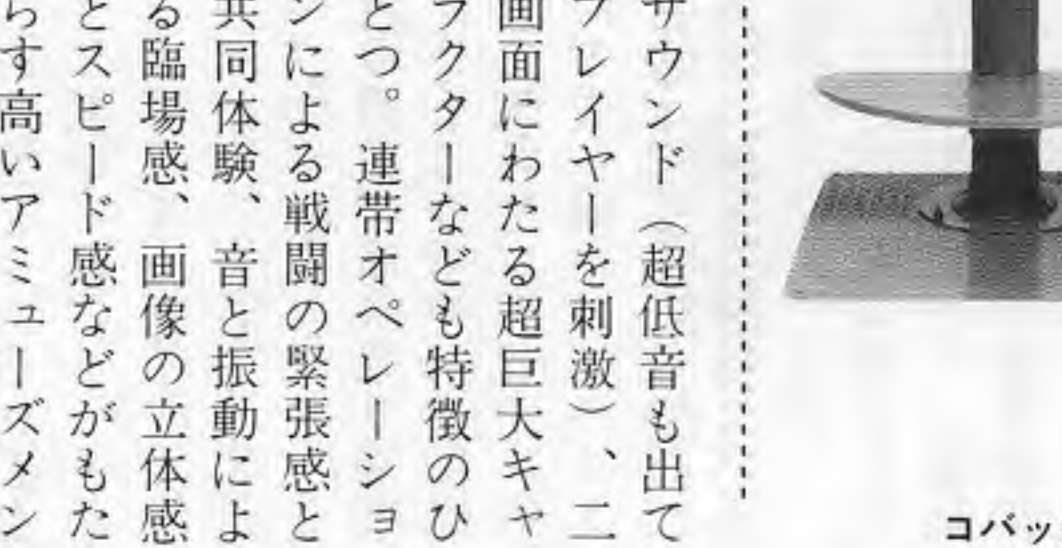 サウンド（超低音も出て
プレイヤーを刺激）、二
画面にわたる超巨大キャ
ラクターなども特徴のひ
とつ。連帯オペレーショ
ンによる戦闘の緊張感と
共同体験、音と振動によ
る臨場感、画像の立体感
とスピード感などがもた
らす高いアミューズメン
コバッ